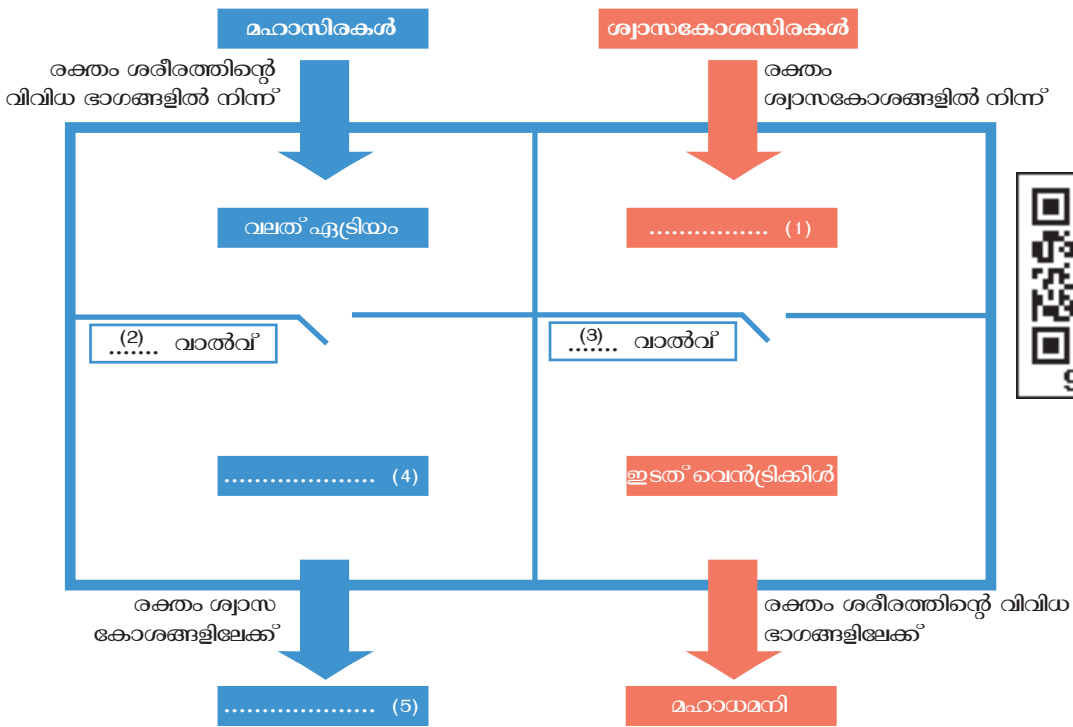 മഹാസിരകൾ
ശ്വാസകോശസിരകൾ
രക്തം ശരീരത്തിന്റെ
വിവിധ ഭാഗങ്ങളിൽ നിന്ന്
രക്തം
ശ്വാസകോശങ്ങളിൽ നിന്ന്
വലത് ഏട്രിയം
................ (1)
(2)
....... വാൽവ്
(3)
....... വാൽവ്
.................... (4)
ഇടത് വെൻട്രിക്കിൾ
രക്തം ശ്വാസ
കോശങ്ങളിലേക്ക്
രക്തം ശരീരത്തിന്റെ വിവിധ
ഭാഗങ്ങളിലേക്ക്
.................... (5)
മഹാധമനി